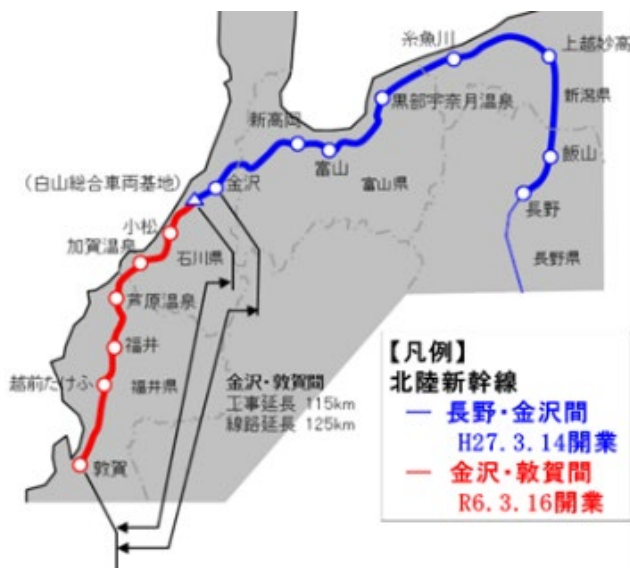 糸魚川
上越妙高
黒部宇奈月温泉
新潟県
新高岡
富山
飯山
(白山総合車両基地)
金沢
富山県
長野
小松
加賀温泉
石川県
長野県
芦原温泉
福井
越前たけふ
福井県
金沢・敦賀間
工事延長 115km
線路延長 125km
敦賀
【凡例】
北陸新幹線
長野・金沢間
H27.3.14開業
金沢・敦賀間
R6.3.16開業